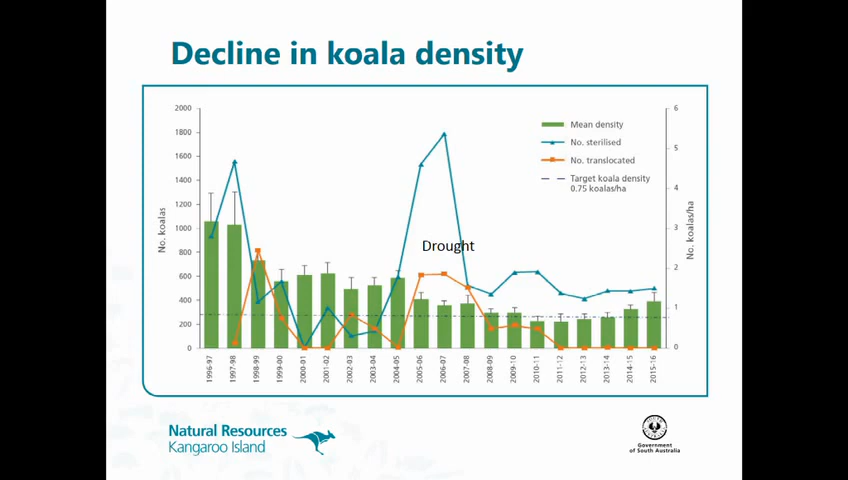 Decline in koala density
2000
1800
1600
1400
1200
1000
800
600
400
200
0
No. koalas
6
5
4
3
2
1
0
No. koalas/ha
Mean density
No. sterilised
No. translocated
Target koala density
0.75 koalas/ha
Drought
1996-97
1997-98
1998-99
1999-00
2000-01
2001-02
2002-03
2003-04
2004-05
2005-06
2006-07
2007-08
2008-09
2009-10
2010-11
2011-12
2012-13
2013-14
2014-15
2015-16
Natural Resources
Kangaroo Island
Government
of South Australia